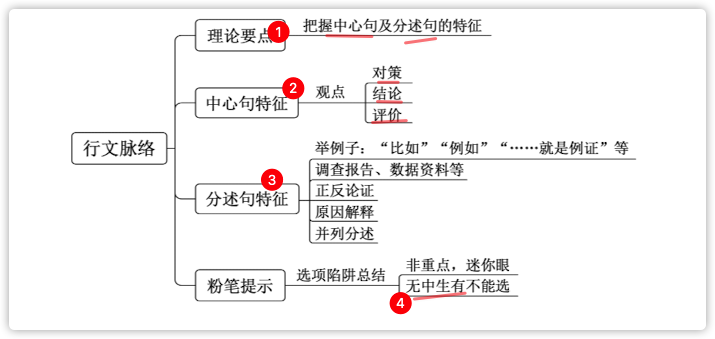 行文脉络
理论要点
1
把握中心句及分述句的特征
中心句特征
2
观点
对策
结论
评价
分述句特征
3
举例子：“比如”“例如”“……就是例证”等
调查报告、数据资料等
正反论证
原因解释
并列分述
粉笔提示
选项陷阱总结
非重点，迷你眼
无中生有不能选
4